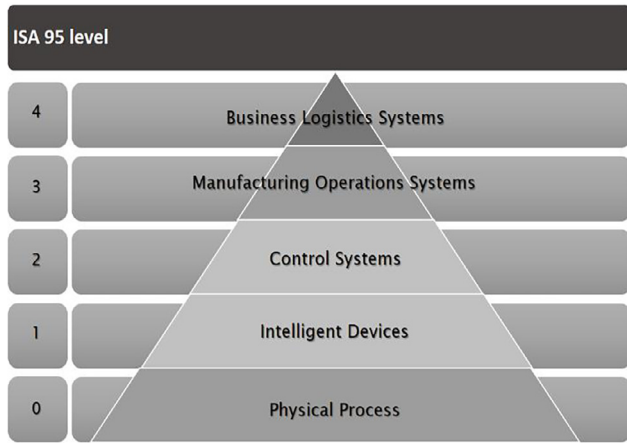 ISA 95 level
4 Business Logistics Systems
3 Manufacturing Operations Systems
2 Control Systems
1 Intelligent Devices
0 Physical Process